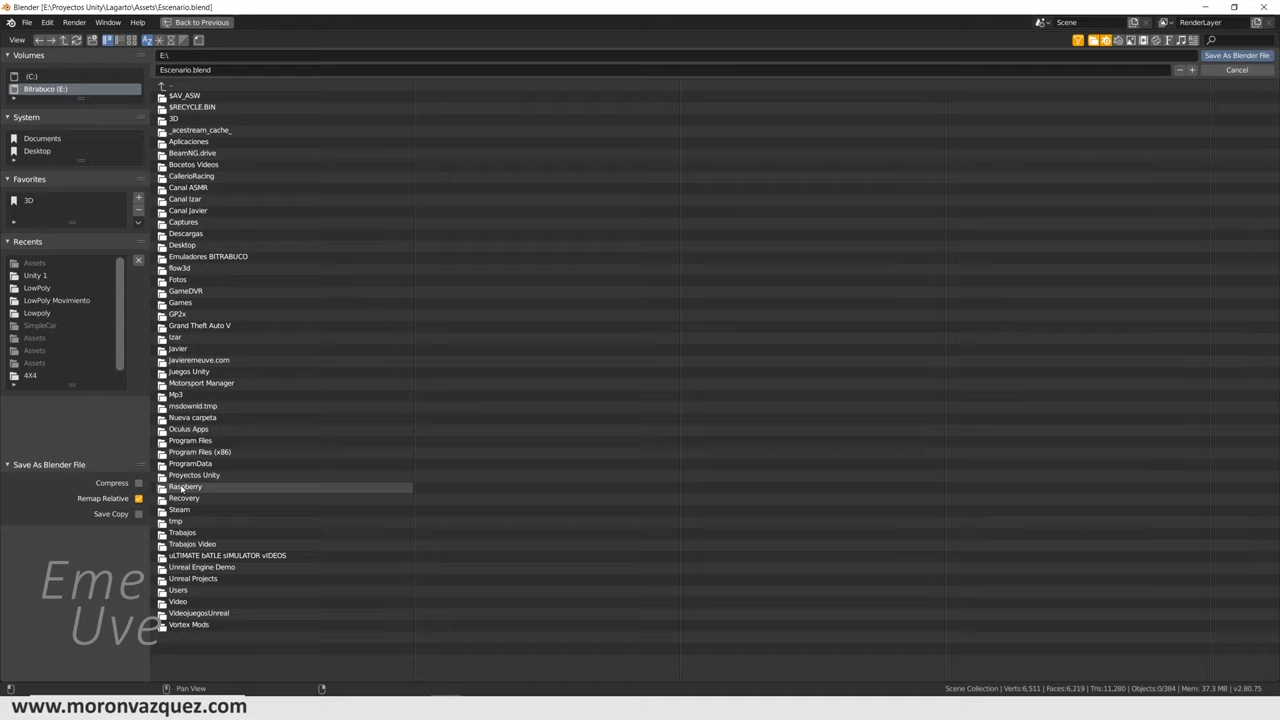 Blender [E:\Proyectos Unity\Lagarto\Assets\Escenario.blend]
File Edit Render Window Help Back to Previous Scene RenderLayer
View
Volumes
(C:)
Bitrabuco (E:)
System
Documents
Desktop
Favorites
3D
Recents
Assets
Unity 1
LowPoly
LowPoly Movimiento
Lowpoly
SimpleCar
Assets
Assets
Assets
4X4
Save As Blender File
Compress
Remap Relative
Save Copy
E:\
Save As Blender File
Escenario.blend
Cancel
..
$AV_ASW
$RECYCLE.BIN
3D
_acestream_cache_
Aplicaciones
BeamNG.drive
Bocetos Videos
CallerioRacing
Canal ASMR
Canal Izar
Canal Javier
Captures
Descargas
Desktop
Emuladores BITRABUCO
flow3d
Fotos
GameDVR
Games
GP2x
Grand Theft Auto V
Izar
Javier
Javieremeuve.com
Juegos Unity
Motorsport Manager
Mp3
msdownld.tmp
Nueva carpeta
Oculus Apps
Program Files
Program Files (x86)
ProgramData
Proyectos Unity
Raspberry
Recovery
Steam
tmp
Trabajos
Trabajos Video
uLTIMATE bATLE sIMULATOR vIDEOS
Unreal Engine Demo
Unreal Projects
Users
Video
VideojuegosUnreal
Vortex Mods
Eme
Uve
Pan View
Scene Collection | Verts:6,511 | Faces:6,219 | Tris:11,280 | Objects:0/384 | Mem: 37.3 MB | v2.80.75
www.moronvazquez.com